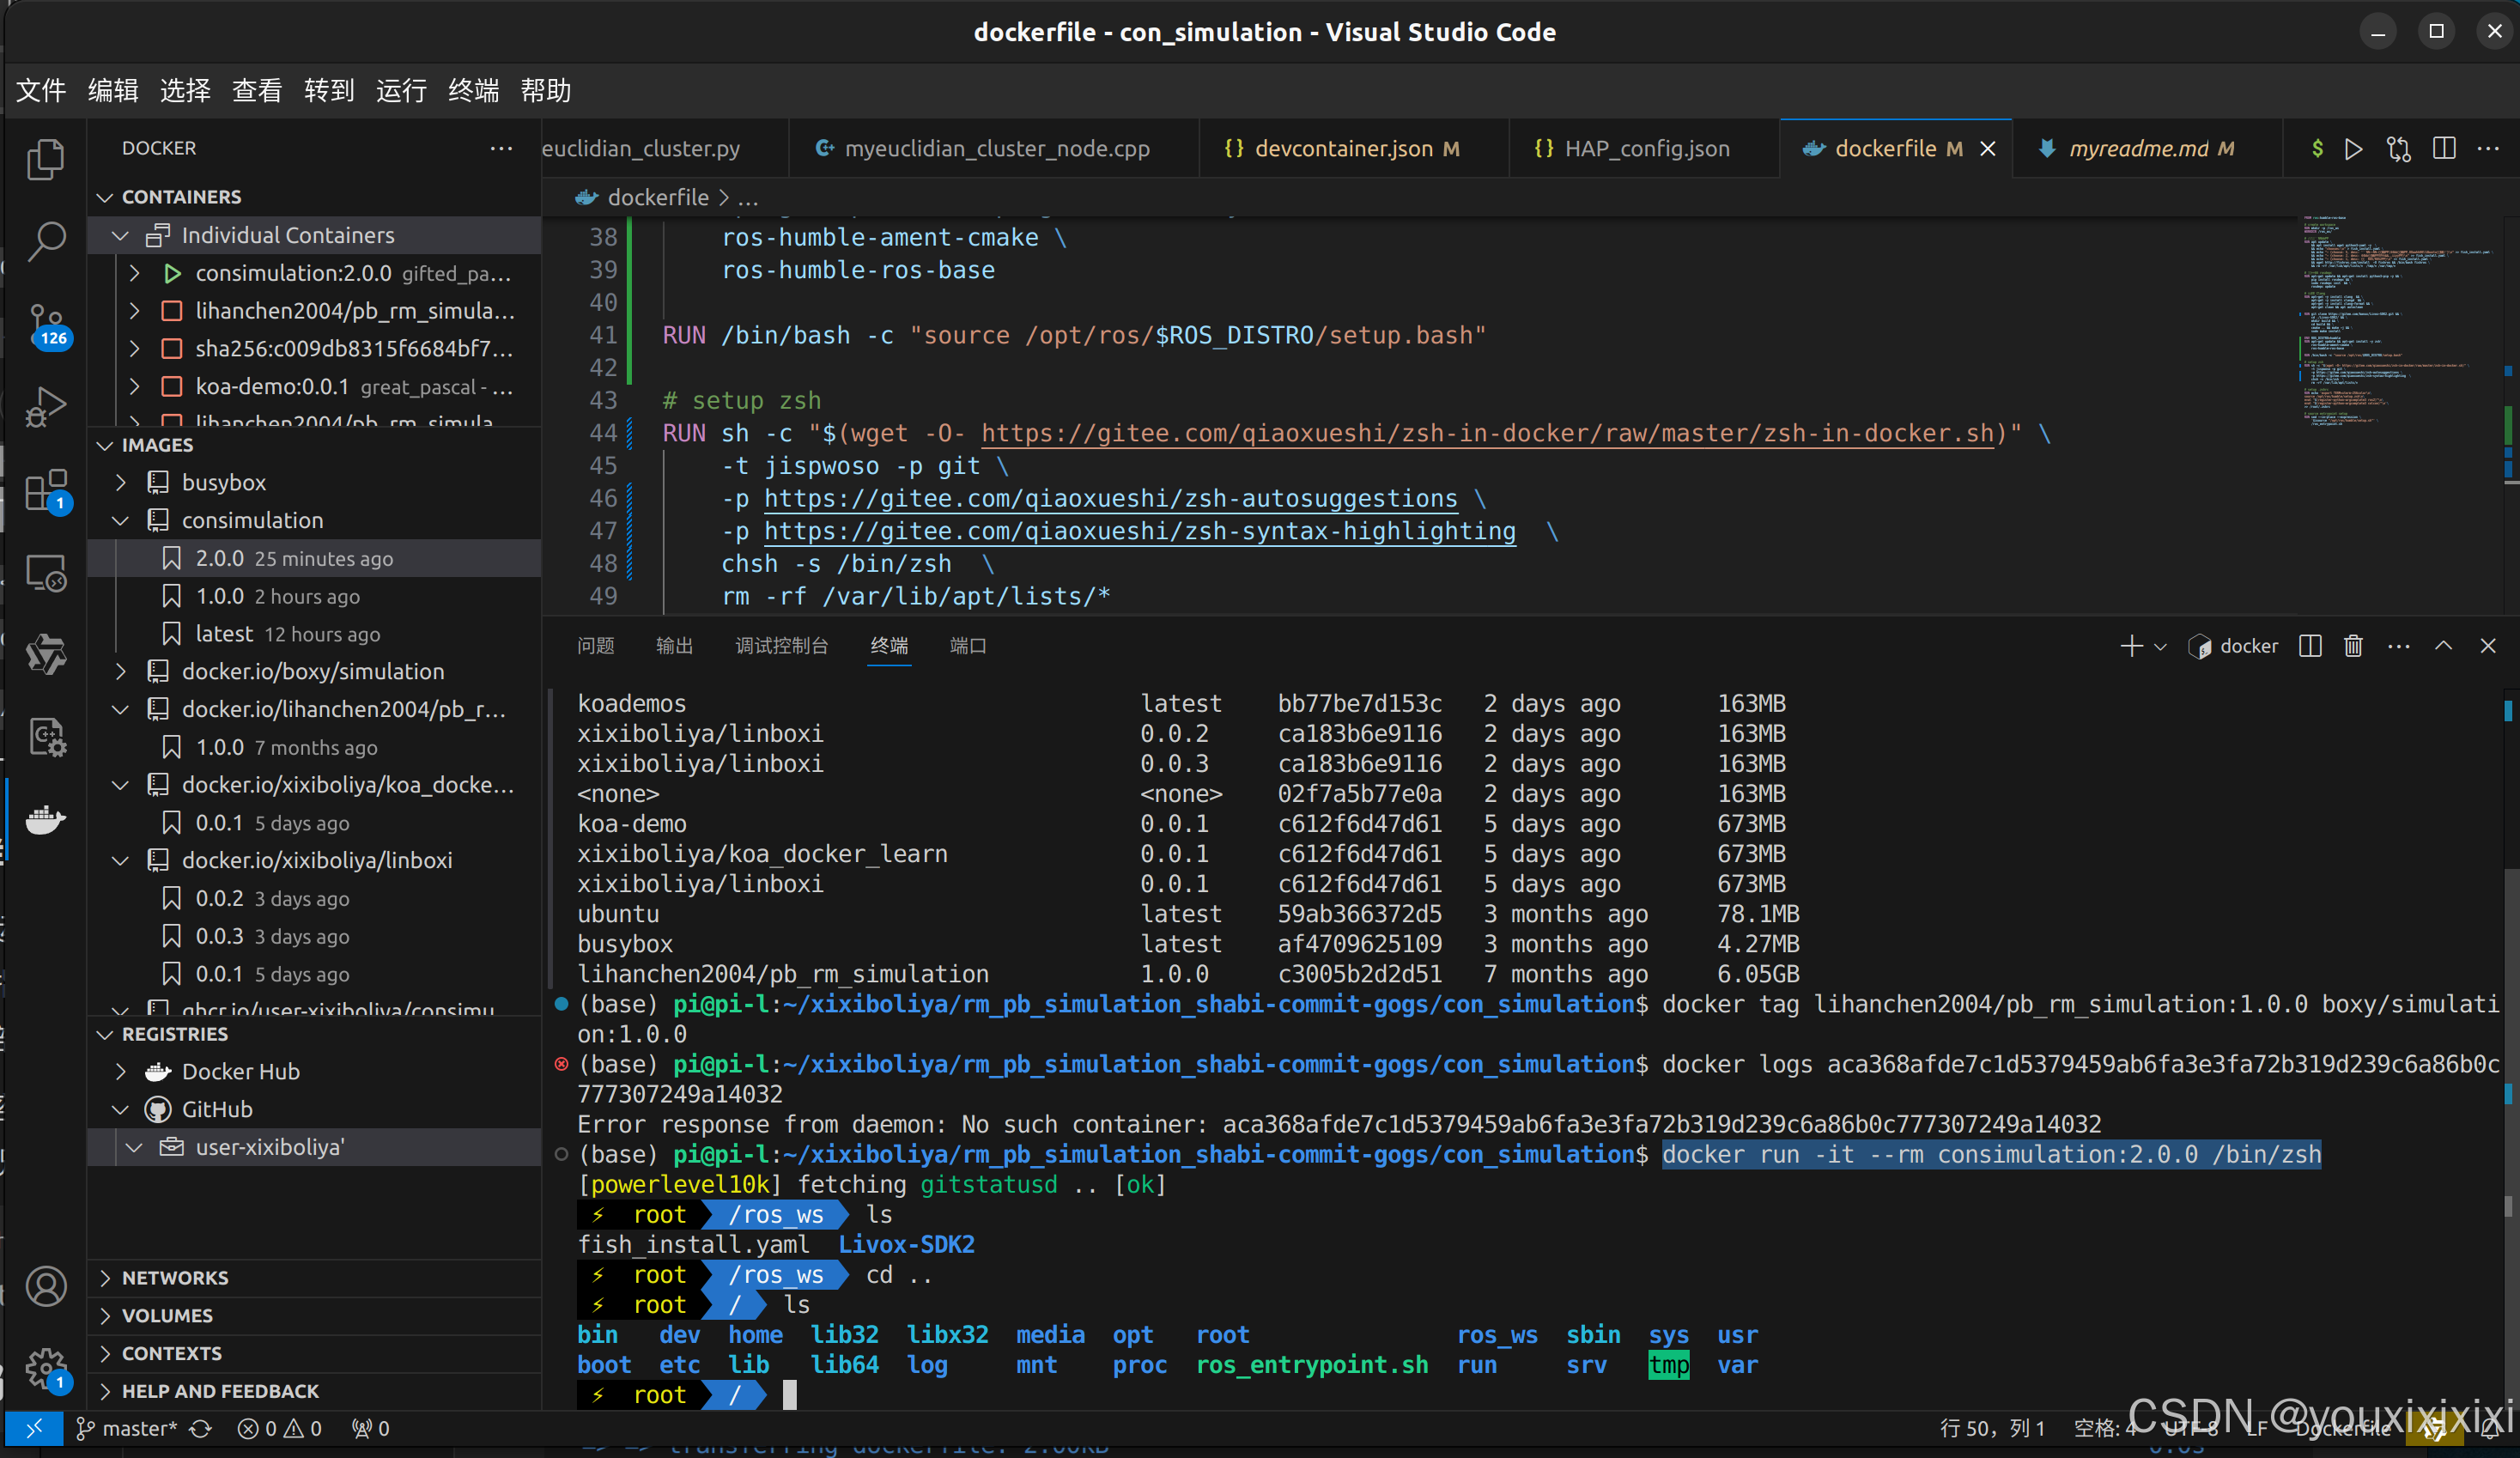 dockerfile - con_simulation - Visual Studio Code
文件 编辑 选择 查看 转到 运行 终端 帮助
DOCKER
CONTAINERS
Individual Containers
consimulation:2.0.0 gifted_pa...
lihanchen2004/pb_rm_simula...
sha256:c009db8315f6684bf7...
koa-demo:0.0.1 great_pascal - ...
lihanchen2004/pb_rm_simula...
126
1
IMAGES
busybox
consimulation
2.0.0 25 minutes ago
1.0.0 2 hours ago
latest 12 hours ago
docker.io/boxy/simulation
docker.io/lihanchen2004/pb_r...
1.0.0 7 months ago
docker.io/xixiboliya/koa_docke...
0.0.1 5 days ago
docker.io/xixiboliya/linboxi
0.0.2 3 days ago
0.0.3 3 days ago
0.0.1 5 days ago
ghcr.io/user-xixiboliya/consimu
REGISTRIES
Docker Hub
GitHub
user-xixiboliya'
NETWORKS
VOLUMES
CONTEXTS
HELP AND FEEDBACK
1
euclidian_cluster.py
myeuclidian_cluster_node.cpp
{} devcontainer.json M
{} HAP_config.json
dockerfile M
myreadme.md M
$
dockerfile > ...
38 ros-humble-ament-cmake \
39 ros-humble-ros-base
40
41 RUN /bin/bash -c "source /opt/ros/$ROS_DISTRO/setup.bash"
42
43 # setup zsh
44 RUN sh -c "$(wget -O- https://gitee.com/qiaoxueshi/zsh-in-docker/raw/master/zsh-in-docker.sh)" \
45 -t jispwoso -p git \
46 -p https://gitee.com/qiaoxueshi/zsh-autosuggestions \
47 -p https://gitee.com/qiaoxueshi/zsh-syntax-highlighting \
48 chsh -s /bin/zsh \
49 rm -rf /var/lib/apt/lists/*
问题 输出 调试控制台 终端 端口
docker
koademos latest bb77be7d153c 2 days ago 163MB
xixiboliya/linboxi 0.0.2 ca183b6e9116 2 days ago 163MB
xixiboliya/linboxi 0.0.3 ca183b6e9116 2 days ago 163MB
<none> <none> 02f7a5b77e0a 2 days ago 163MB
koa-demo 0.0.1 c612f6d47d61 5 days ago 673MB
xixiboliya/koa_docker_learn 0.0.1 c612f6d47d61 5 days ago 673MB
xixiboliya/linboxi 0.0.1 c612f6d47d61 5 days ago 673MB
ubuntu latest 59ab366372d5 3 months ago 78.1MB
busybox latest af4709625109 3 months ago 4.27MB
lihanchen2004/pb_rm_simulation 1.0.0 c3005b2d2d51 7 months ago 6.05GB
(base) pi@pi-l:~/xixiboliya/rm_pb_simulation_shabi-commit-gogs/con_simulation$ docker tag lihanchen2004/pb_rm_simulation:1.0.0 boxy/simulati
on:1.0.0
(base) pi@pi-l:~/xixiboliya/rm_pb_simulation_shabi-commit-gogs/con_simulation$ docker logs aca368afde7c1d5379459ab6fa3e3fa72b319d239c6a86b0c
777307249a14032
Error response from daemon: No such container: aca368afde7c1d5379459ab6fa3e3fa72b319d239c6a86b0c777307249a14032
(base) pi@pi-l:~/xixiboliya/rm_pb_simulation_shabi-commit-gogs/con_simulation$ docker run -it --rm consimulation:2.0.0 /bin/zsh
[powerlevel10k] fetching gitstatusd .. [ok]
⚡ root /ros_ws ls
fish_install.yaml Livox-SDK2
⚡ root /ros_ws cd ..
⚡ root / ls
bin dev home lib32 libx32 media opt root ros_ws sbin sys usr
boot etc lib lib64 log mnt proc ros_entrypoint.sh run srv tmp var
⚡ root /
master* 0 0 0
行 50，列 1 空格: 4 UTF-8 LF Dockerfile
CSDN @youxixixixi
=> => transferring dockerfile: 2.00kB 0.0s